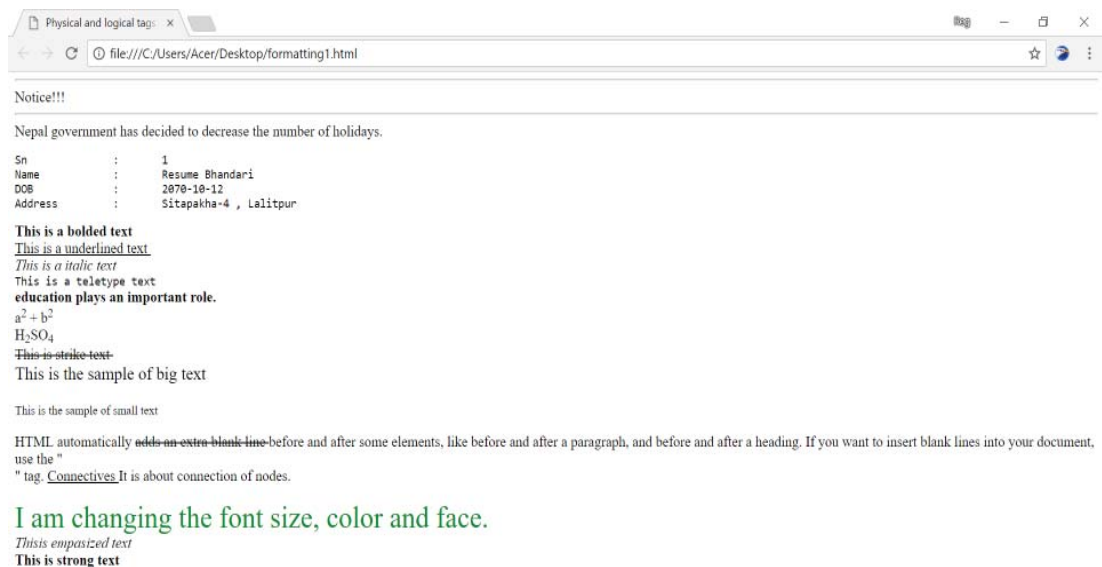 Physical and logical tags
file:///C:/Users/Acer/Desktop/formatting1.html
Notice!!!
Nepal government has decided to decrease the number of holidays.
Sn : 1
Name : Resume Bhandari
DOB : 2070-10-12
Address : Sitapakha-4 , Lalitpur
This is a bolded text
This is a underlined text
This is a italic text
This is a teletype text
education plays an important role.
a² + b²
H₂SO₄
This is strike text
This is the sample of big text
This is the sample of small text
HTML automatically adds an extra blank line before and after some elements, like before and after a paragraph, and before and after a heading. If you want to insert blank lines into your document,
use the "
" tag. Connectives It is about connection of nodes.
I am changing the font size, color and face.
Thisis empasized text
This is strong text